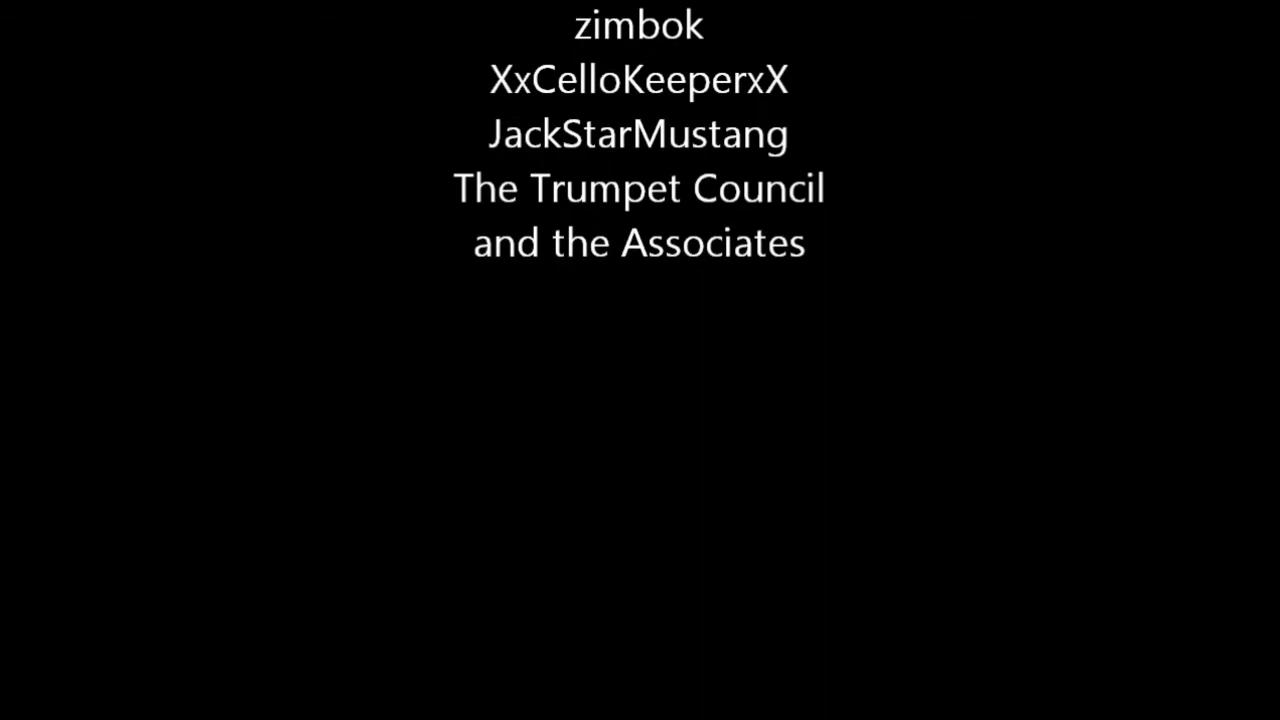 zimbok
XxCelloKeeperxX
JackStarMustang
The Trumpet Council
and the Associates